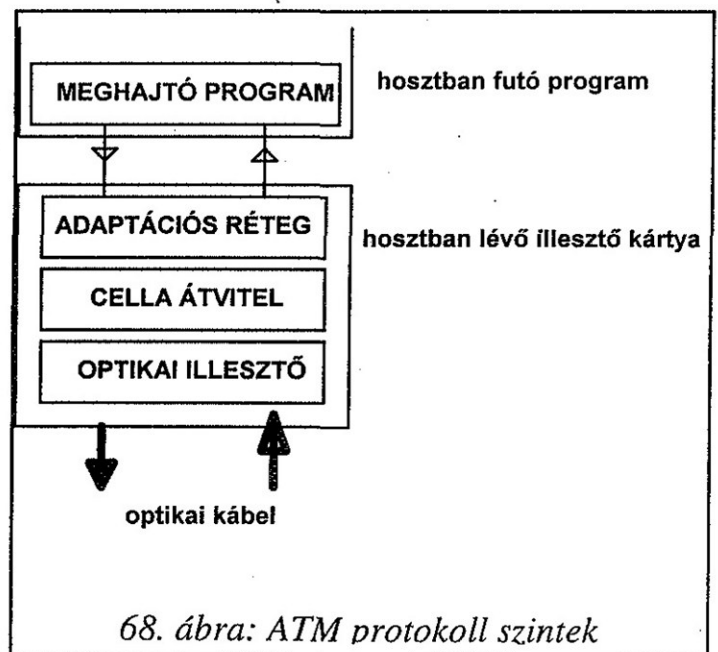 MEGHAJTÓ PROGRAM
hosztban futó program
ADAPTÁCIÓS RÉTEG
hosztban lévő illesztő kártya
CELLA ÁTVITEL
OPTIKAI ILLESZTŐ
optikai kábel
68. ábra: ATM protokoll szintek